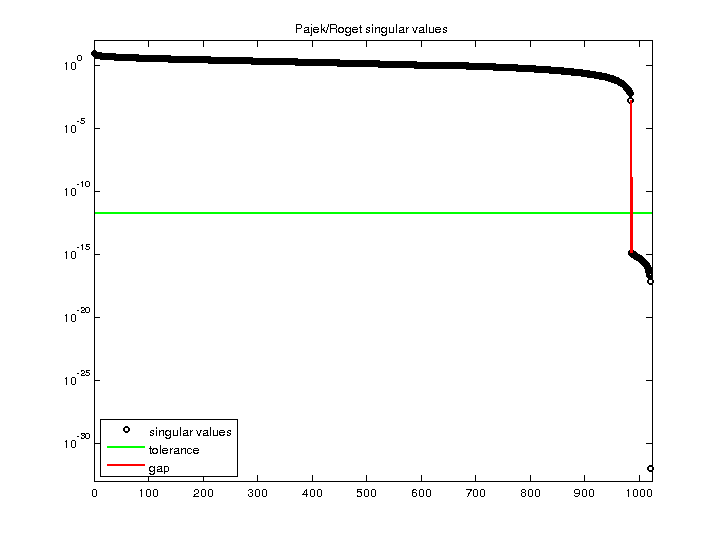 Pajek/Roget singular values
10^0
10^-5
10^-10
10^-15
10^-20
10^-25
10^-30
singular values
tolerance
gap
0 100 200 300 400 500 600 700 800 900 1000